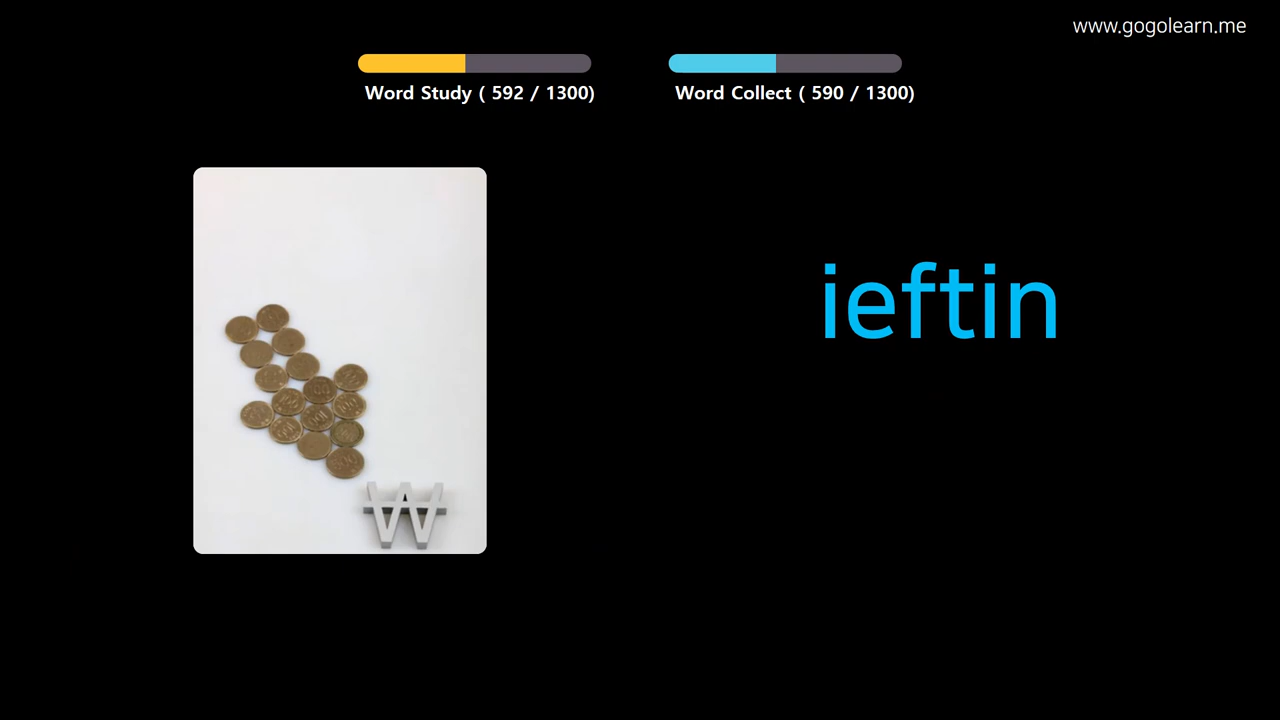 www.gogolearn.me
Word Study ( 592 / 1300)
Word Collect ( 590 / 1300)
ieftin
₩